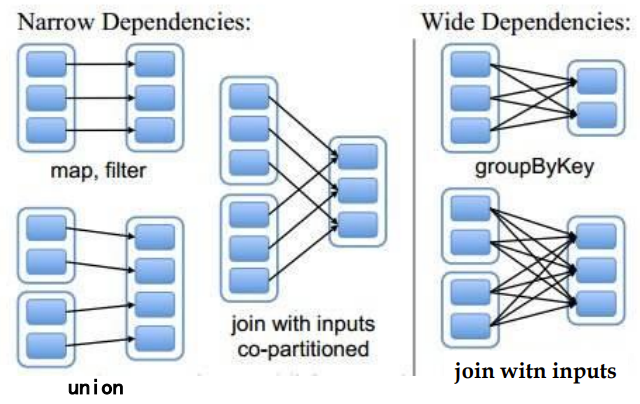 Narrow Dependencies:
Wide Dependencies:
map, filter
groupByKey
join with inputs
co-partitioned
union
join witn inputs